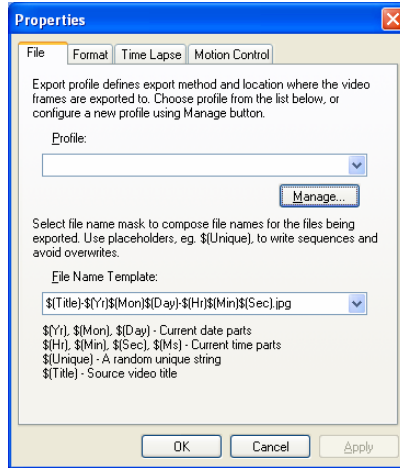 Properties
File Format Time Lapse Motion Control
Export profile defines export method and location where the video
frames are exported to. Choose profile from the list below, or
configure a new profile using Manage button.
Profile:
Manage...
Select file name mask to compose file names for the files being
exported. Use placeholders, eg. $(Unique), to write sequences and
avoid overwrites.
File Name Template:
$(Title)-$(Yr)$(Mon)$(Day)-$(Hr)$(Min)$(Sec).jpg
$(Yr), $(Mon), $(Day) - Current date parts
$(Hr), $(Min), $(Sec), $(Ms) - Current time parts
$(Unique) - A random unique string
$(Title) - Source video title
OK Cancel Apply